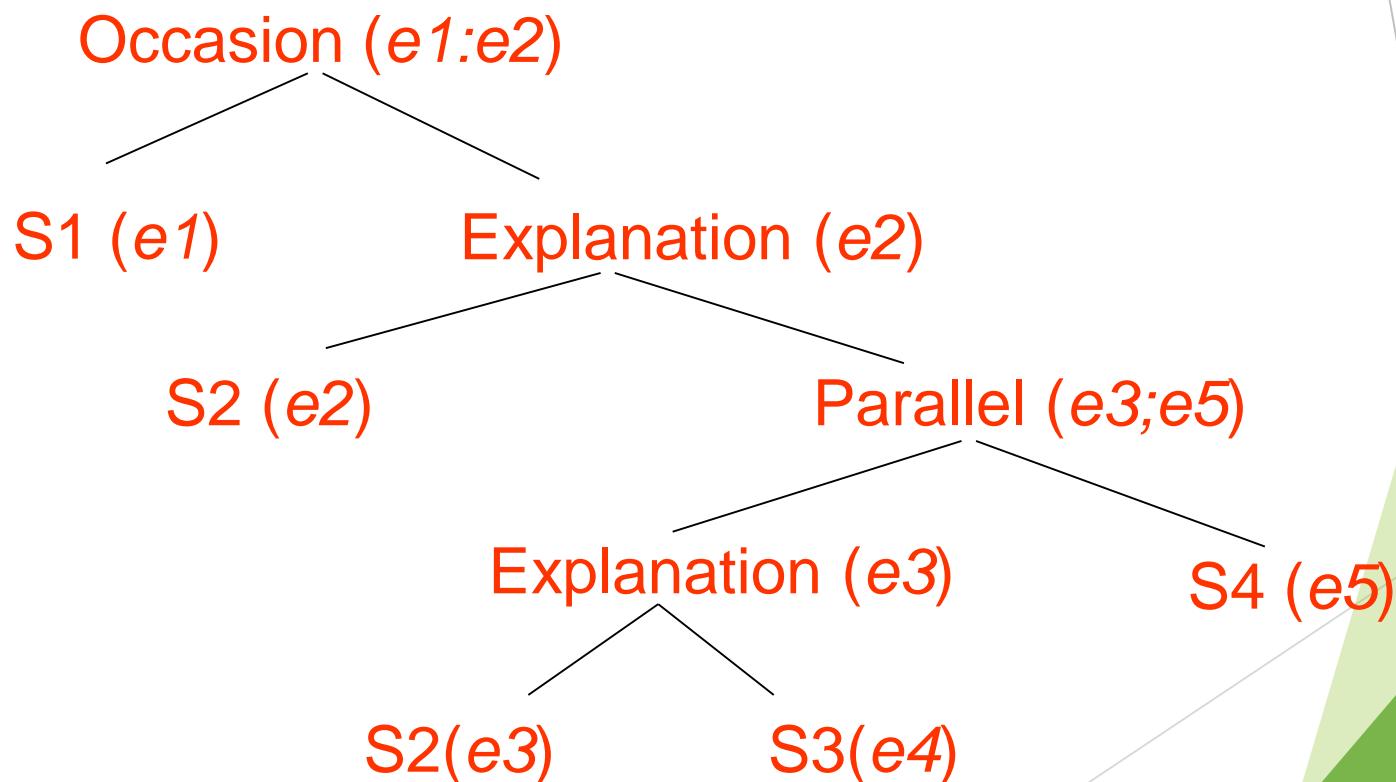 Occasion (e1:e2)
S1 (e1)
Explanation (e2)
S2 (e2)
Parallel (e3;e5)
Explanation (e3)
S4 (e5)
S2(e3)
S3(e4)